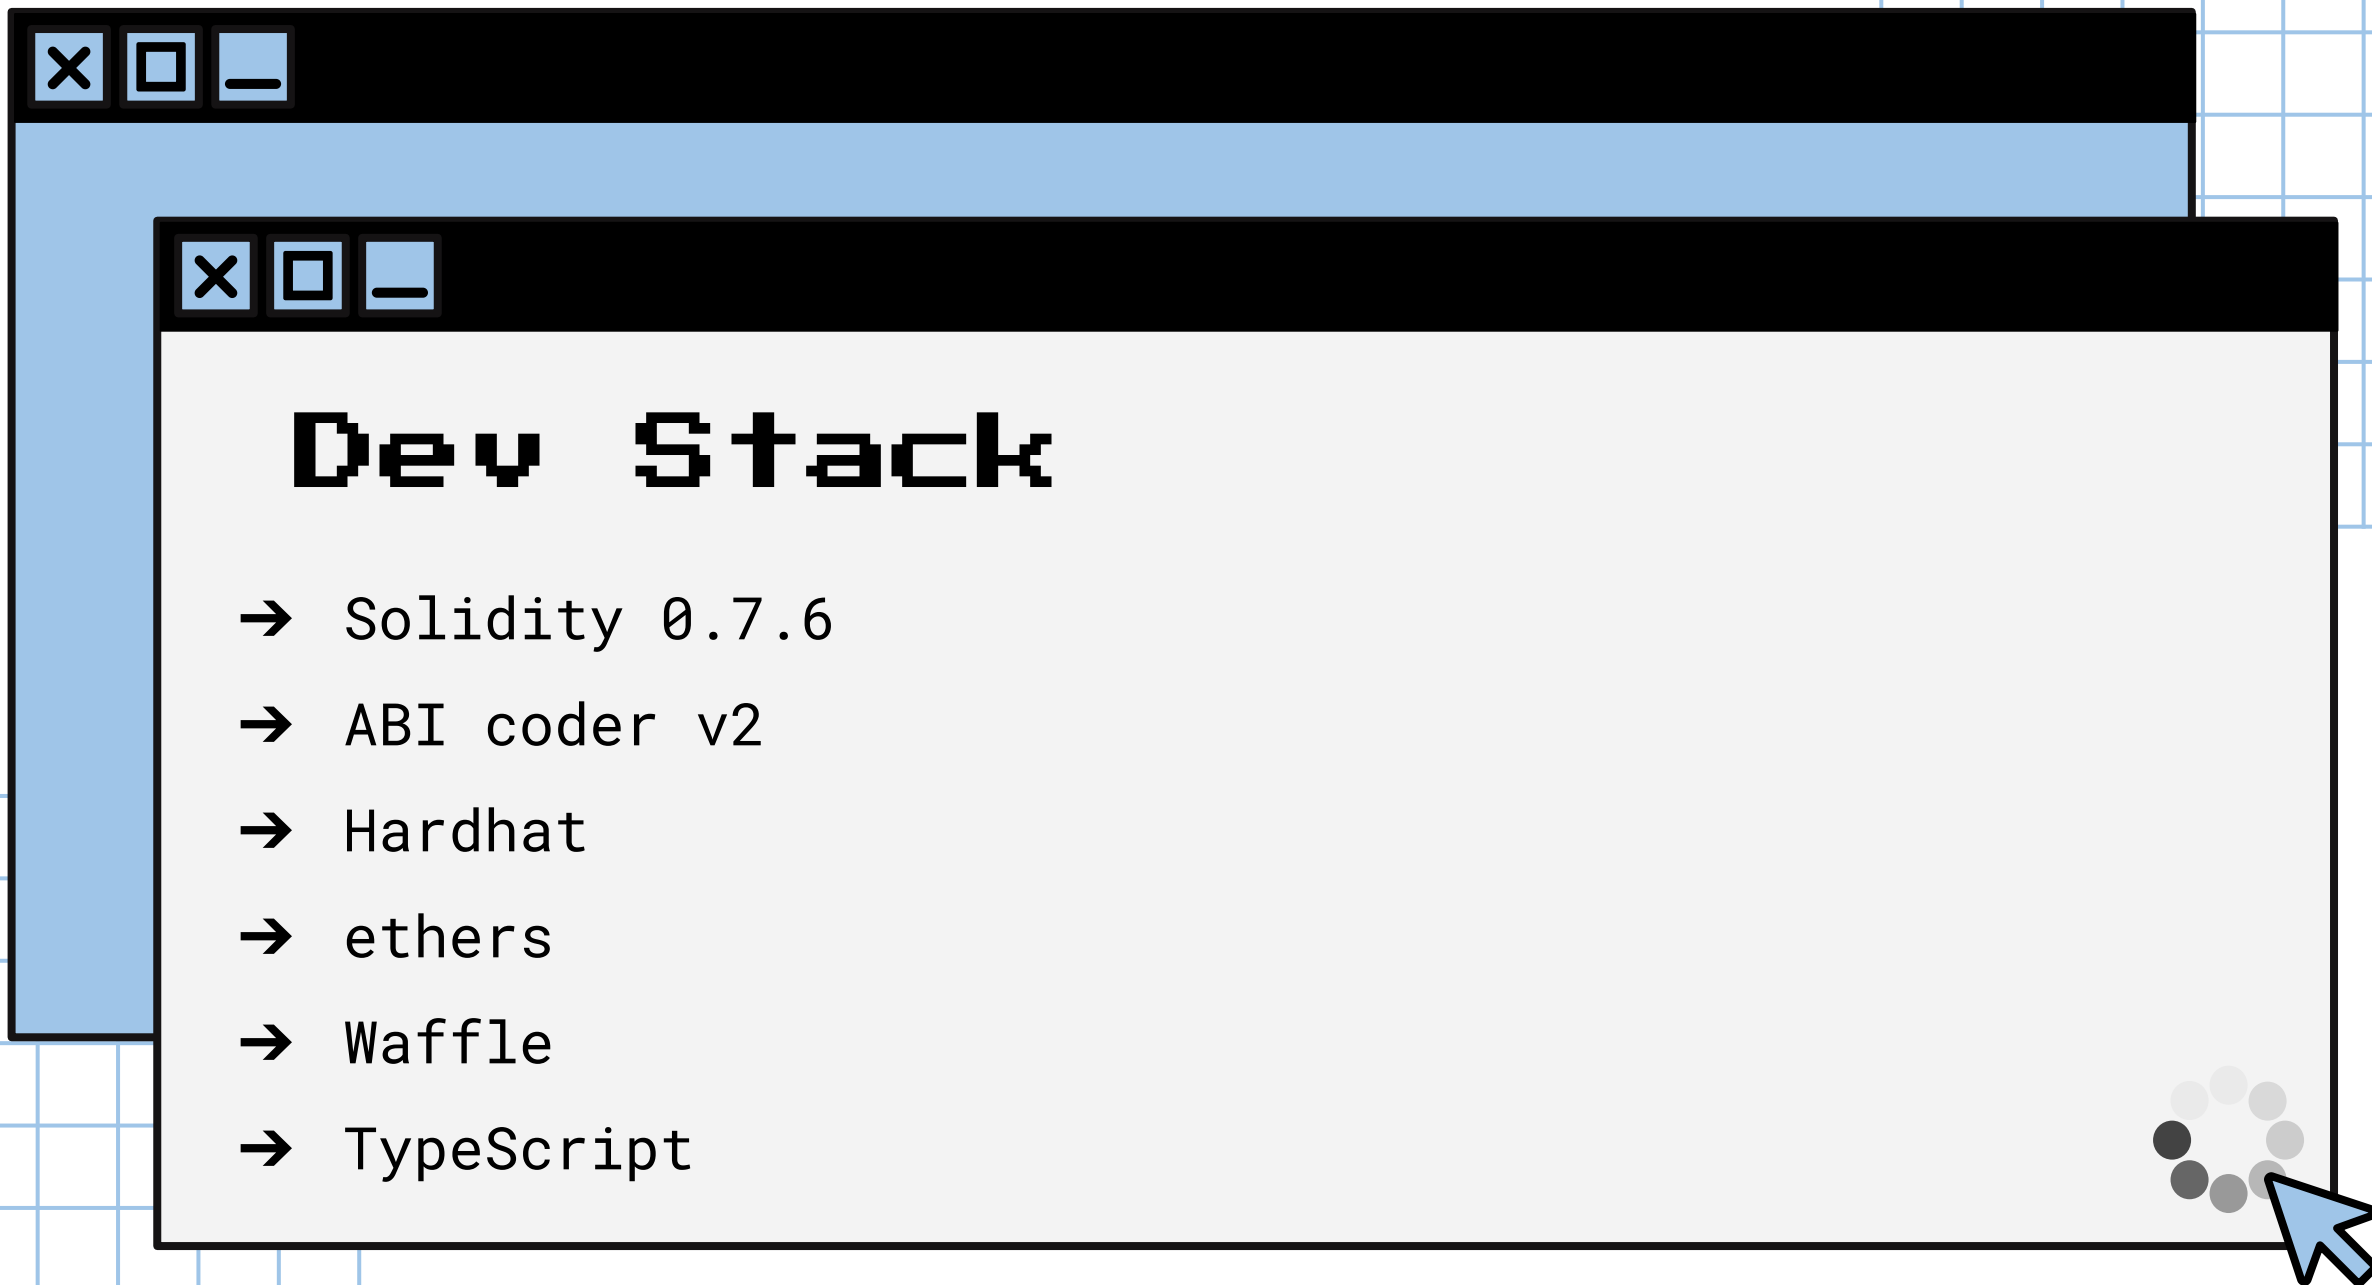 Dev Stack
➔ Solidity 0.7.6
➔ ABI coder v2
➔ Hardhat
➔ ethers
➔ Waffle
➔ TypeScript